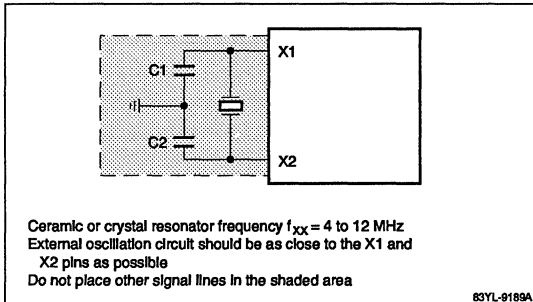 X1
C1
C2
X2
Ceramic or crystal resonator frequency fXX = 4 to 12 MHz
External oscillation circuit should be as close to the X1 and
X2 pins as possible
Do not place other signal lines in the shaded area
83YL-9189A